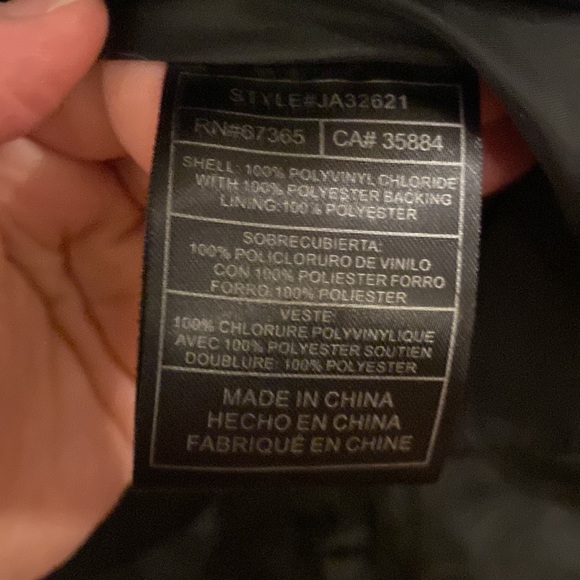 STYLE#JA32621
RN#67365 CA# 35884
SHELL: 100% POLYVINYL CHLORIDE
WITH 100% POLYESTER BACKING
LINING:100% POLYESTER
SOBRECUBIERTA:
100% POLICLORURO DE VINILO
CON 100% POLIESTER FORRO
FORRO:100% POLIESTER
VESTE:
100% CHLORURE POLYVINYLIQUE
AVEC 100% POLYESTER SOUTIEN
DOUBLURE: 100% POLYESTER
MADE IN CHINA
HECHO EN CHINA
FABRIQUÉ EN CHINE